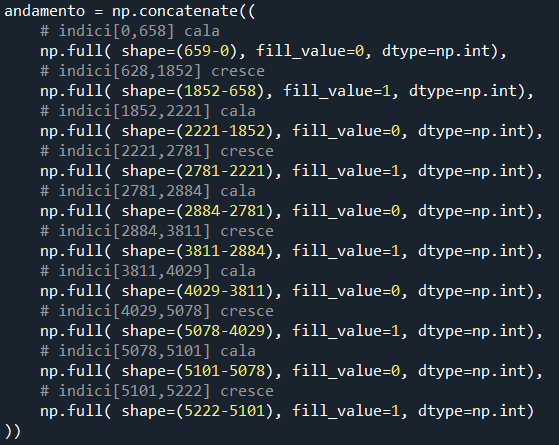 andamento = np.concatenate((
# indici[0,658] cala
np.full( shape=(659-0), fill_value=0, dtype=np.int),
# indici[628,1852] cresce
np.full( shape=(1852-658), fill_value=1, dtype=np.int),
# indici[1852,2221] cala
np.full( shape=(2221-1852), fill_value=0, dtype=np.int),
# indici[2221,2781] cresce
np.full( shape=(2781-2221), fill_value=1, dtype=np.int),
# indici[2781,2884] cala
np.full( shape=(2884-2781), fill_value=0, dtype=np.int),
# indici[2884,3811] cresce
np.full( shape=(3811-2884), fill_value=1, dtype=np.int),
# indici[3811,4029] cala
np.full( shape=(4029-3811), fill_value=0, dtype=np.int),
# indici[4029,5078] cresce
np.full( shape=(5078-4029), fill_value=1, dtype=np.int),
# indici[5078,5101] cala
np.full( shape=(5101-5078), fill_value=0, dtype=np.int),
# indici[5101,5222] cresce
np.full( shape=(5222-5101), fill_value=1, dtype=np.int)
))